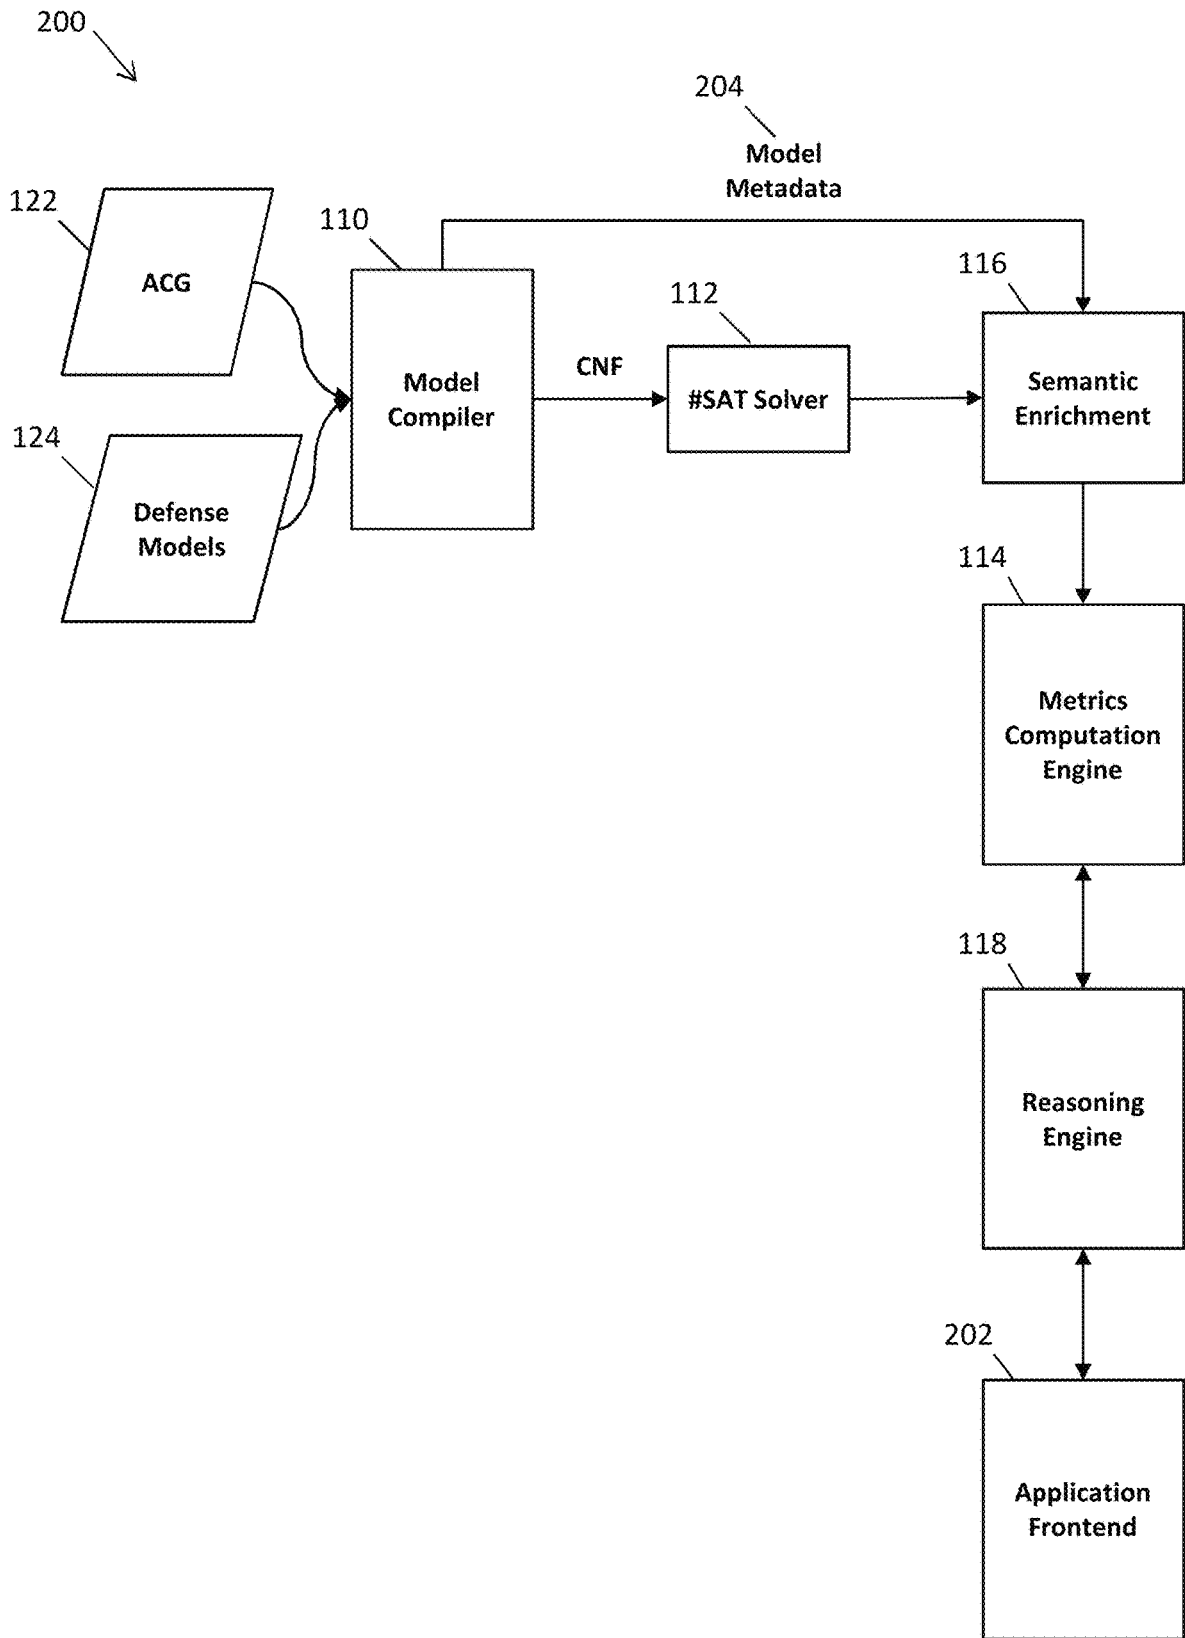 200
204
Model
Metadata
122
ACG
110
Model
Compiler
CNF
112
#SAT Solver
116
Semantic
Enrichment
124
Defense
Models
114
Metrics
Computation
Engine
118
Reasoning
Engine
202
Application
Frontend